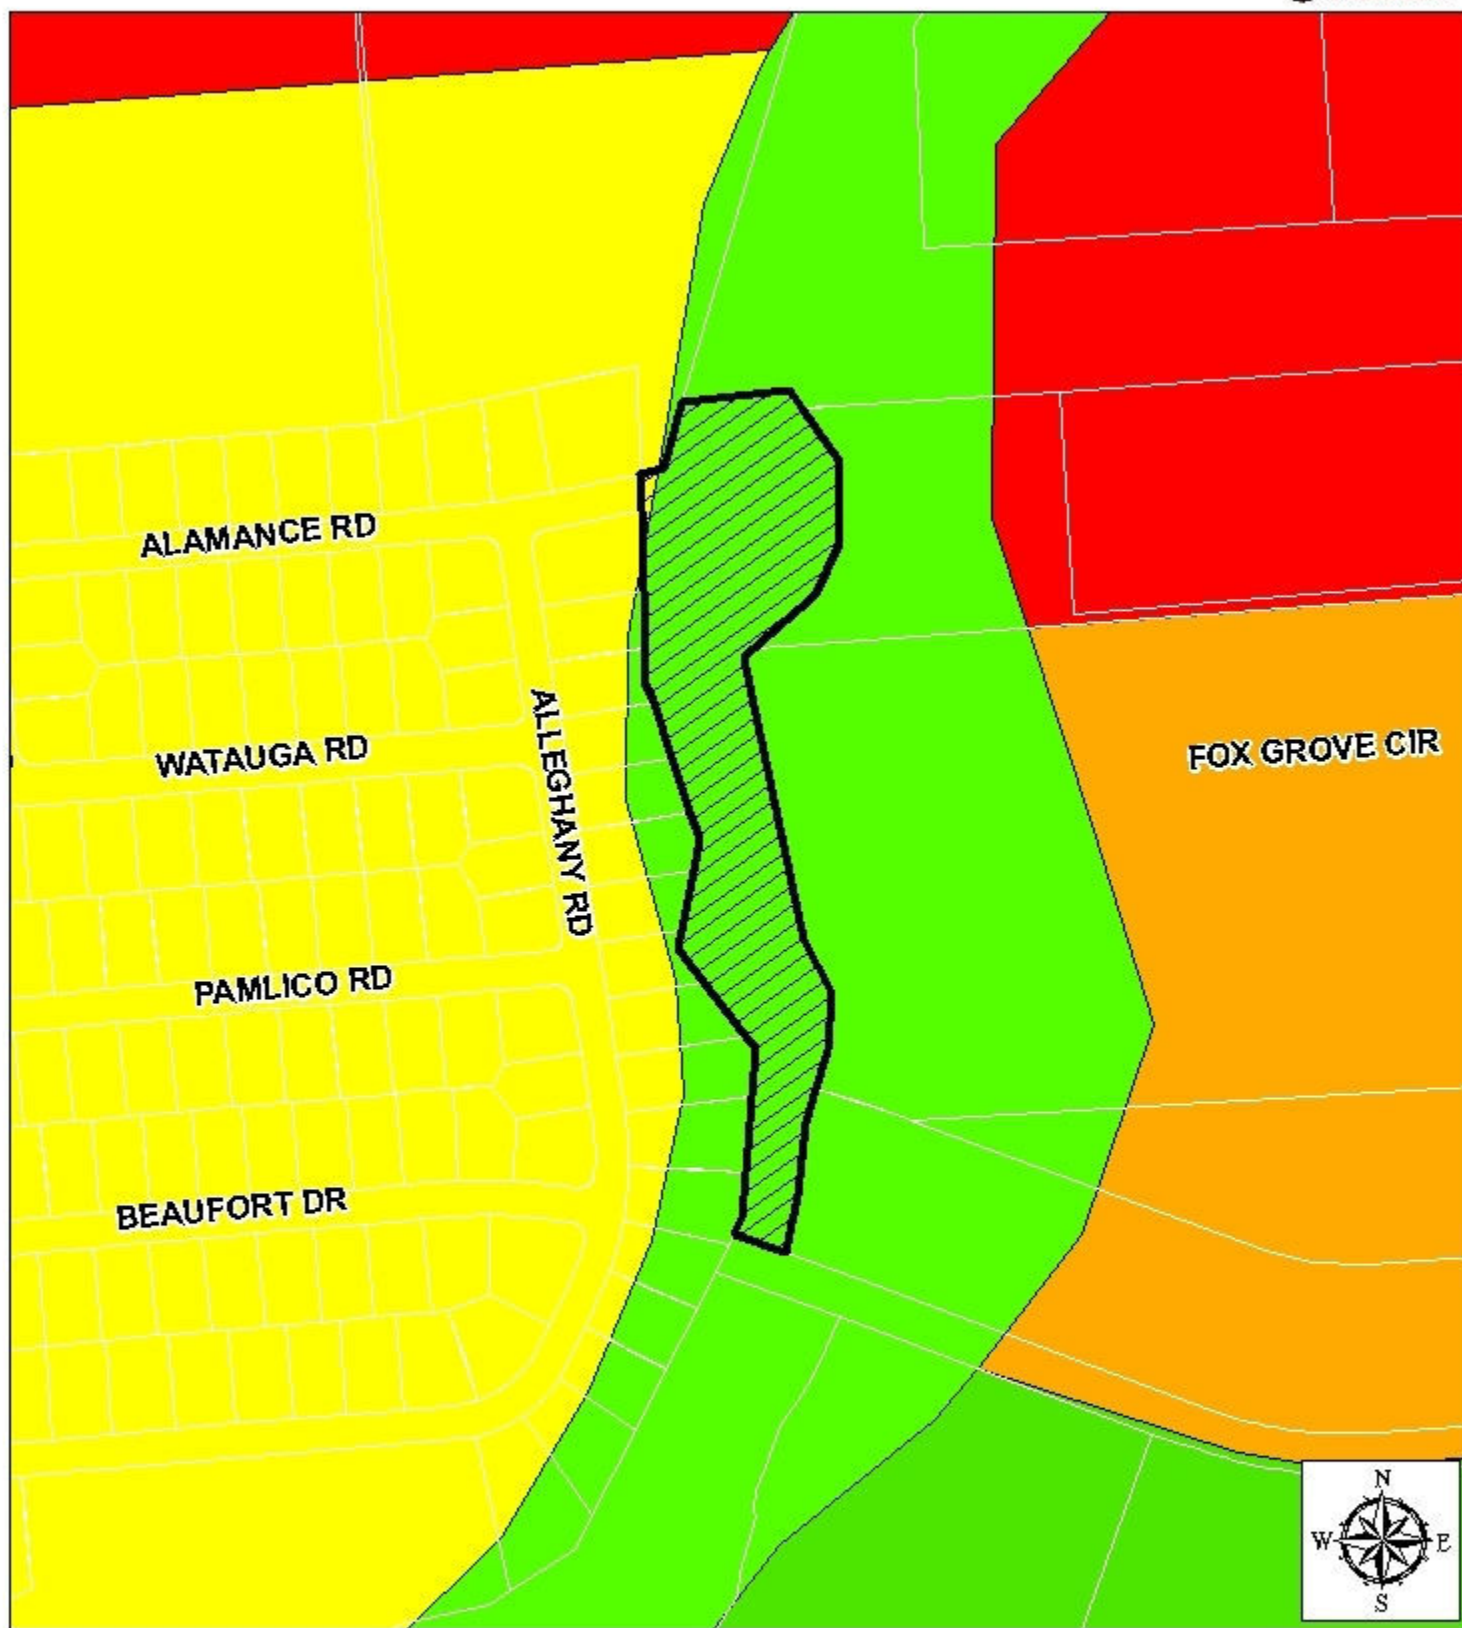 ALAMANCE RD
ALLEGHANY RD
WATAUGA RD
FOX GROVE CIR
PAMLICO RD
BEAUFORT DR
N
W E
S